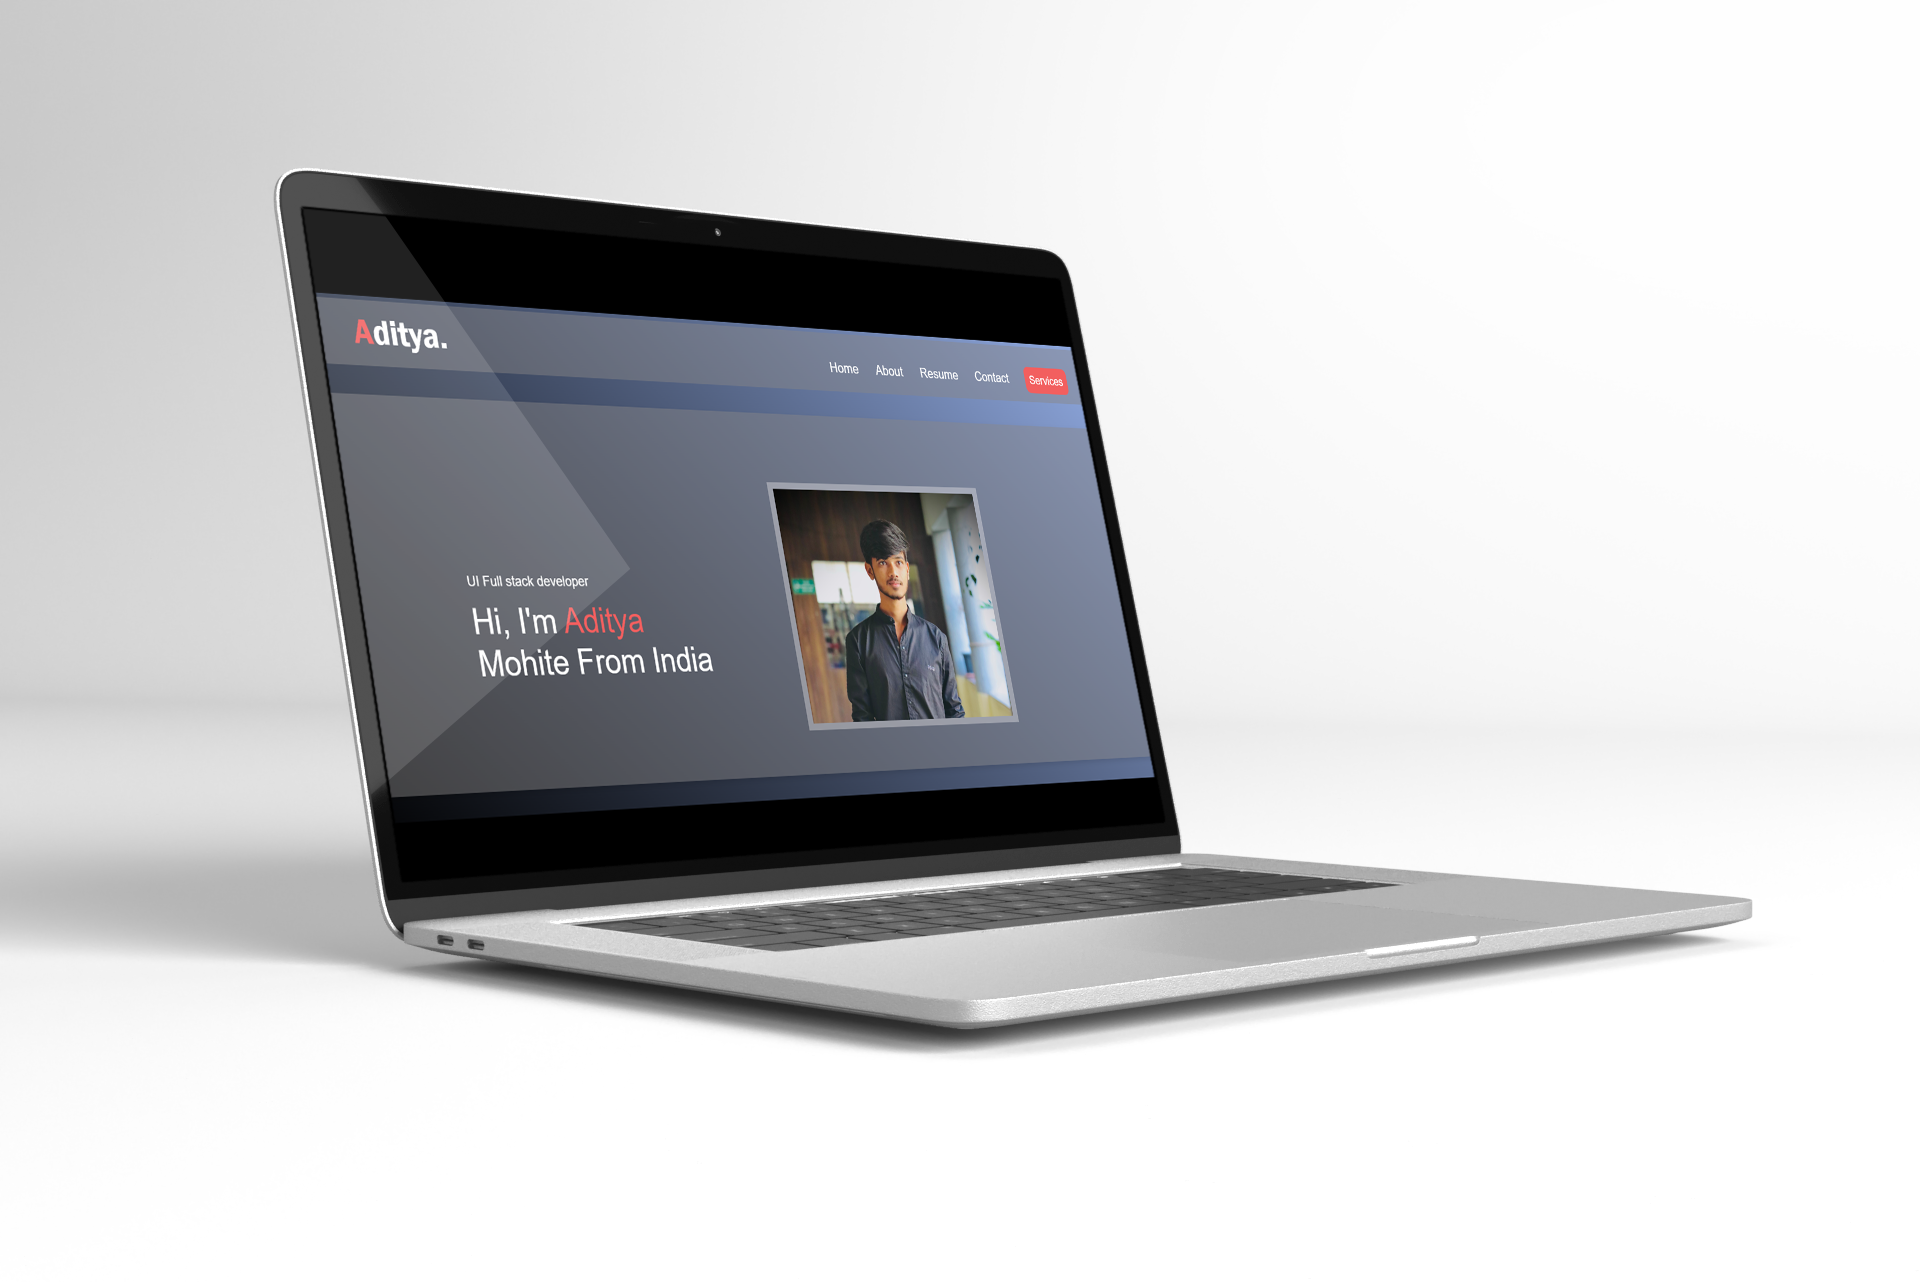 Aditya.
Home About Resume Contact Services
UI Full stack developer
Hi, I'm Aditya
Mohite From India